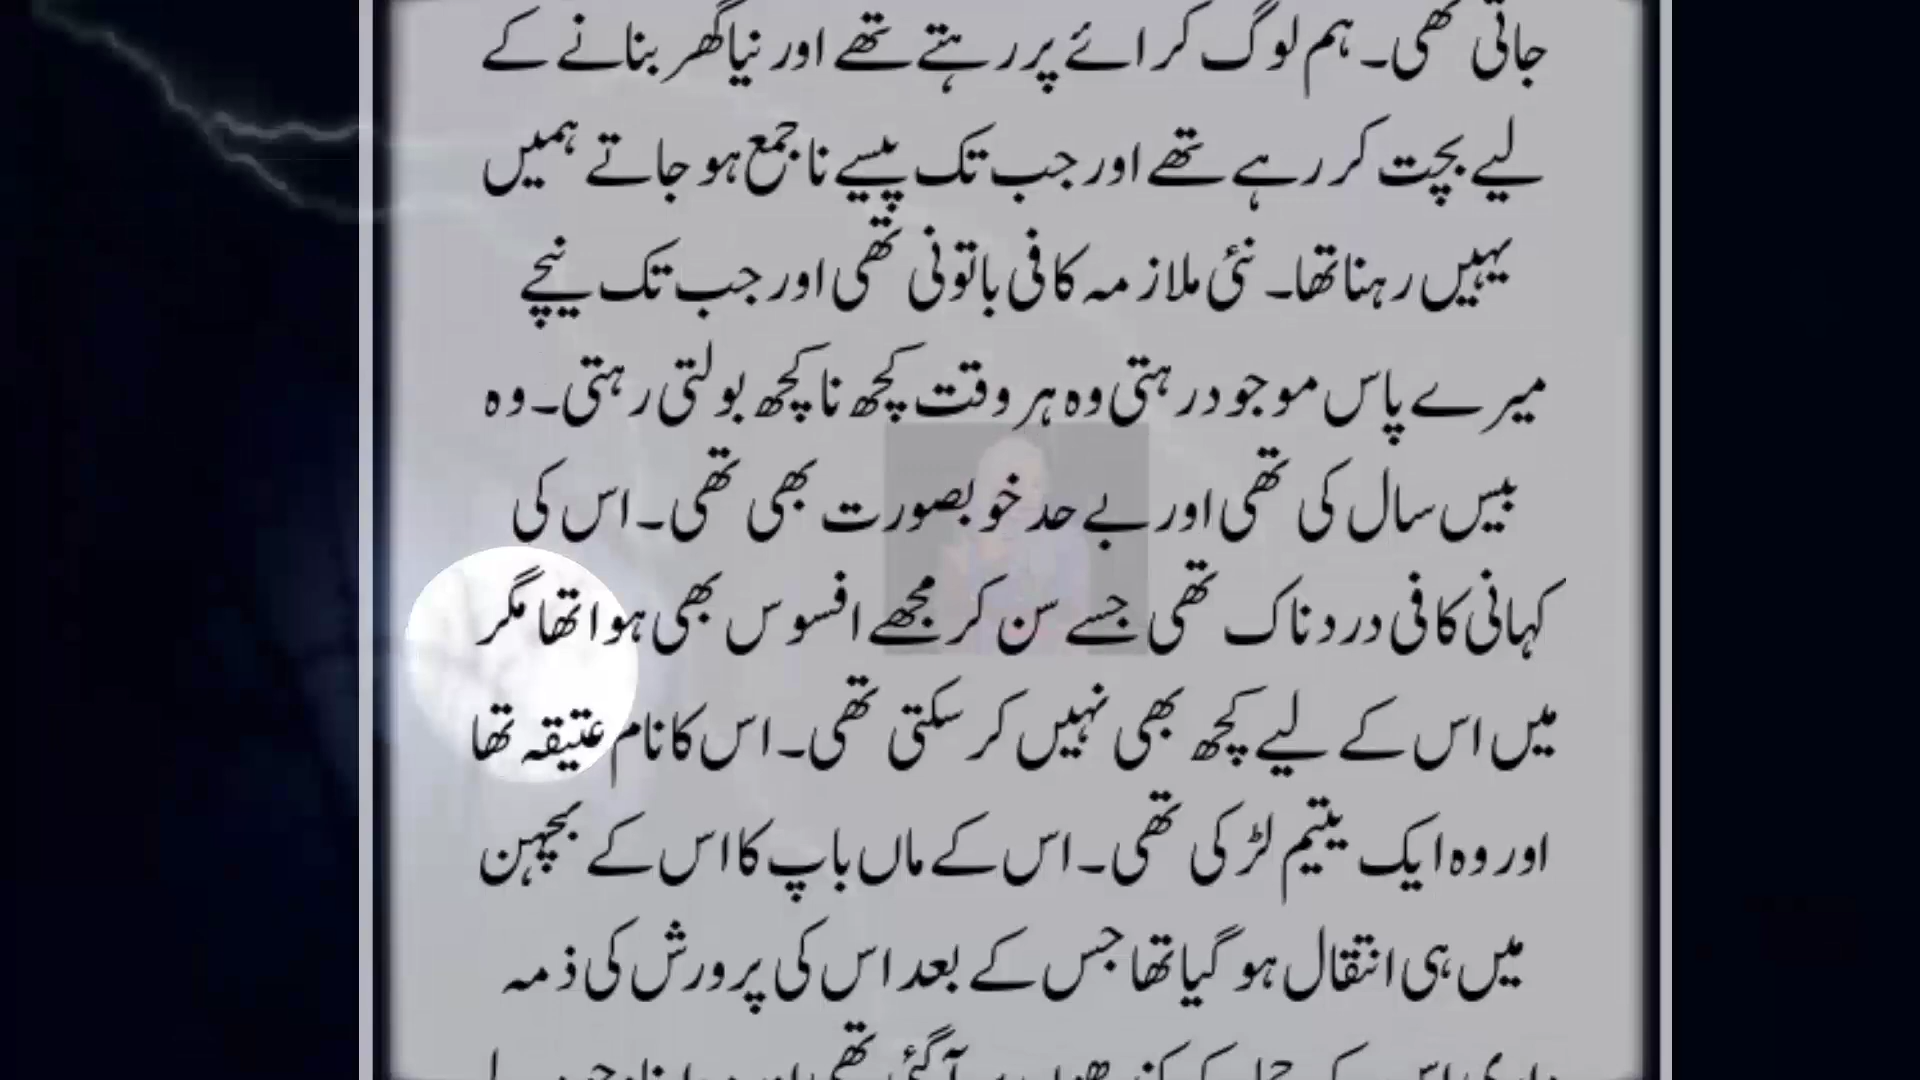 جاتی تھی۔ ہم لوگ کرائے پر رہتے تھے اور نیا گھر بنانے کے
لیے بچت کر رہے تھے اور جب تک پیسے نا جمع ہو جاتے ہمیں
یہیں رہنا تھا۔ نئی ملازمہ کافی باتونی تھی اور جب تک نیچے
میرے پاس موجود رہتی وہ ہر وقت کچھ نا کچھ بولتی رہتی۔ وہ
بیس سال کی تھی اور بے حد خوبصورت بھی تھی۔ اس کی
کہانی کافی دردناک تھی جسے سن کر مجھے افسوس بھی ہوا تھا مگر
میں اس کے لیے کچھ بھی نہیں کر سکتی تھی۔ اس کا نام عتیقہ تھا
اور وہ ایک یتیم لڑکی تھی۔ اس کے ماں باپ کا اس کے بچپن
میں ہی انتقال ہو گیا تھا جس کے بعد اس کی پرورش کی ذمہ